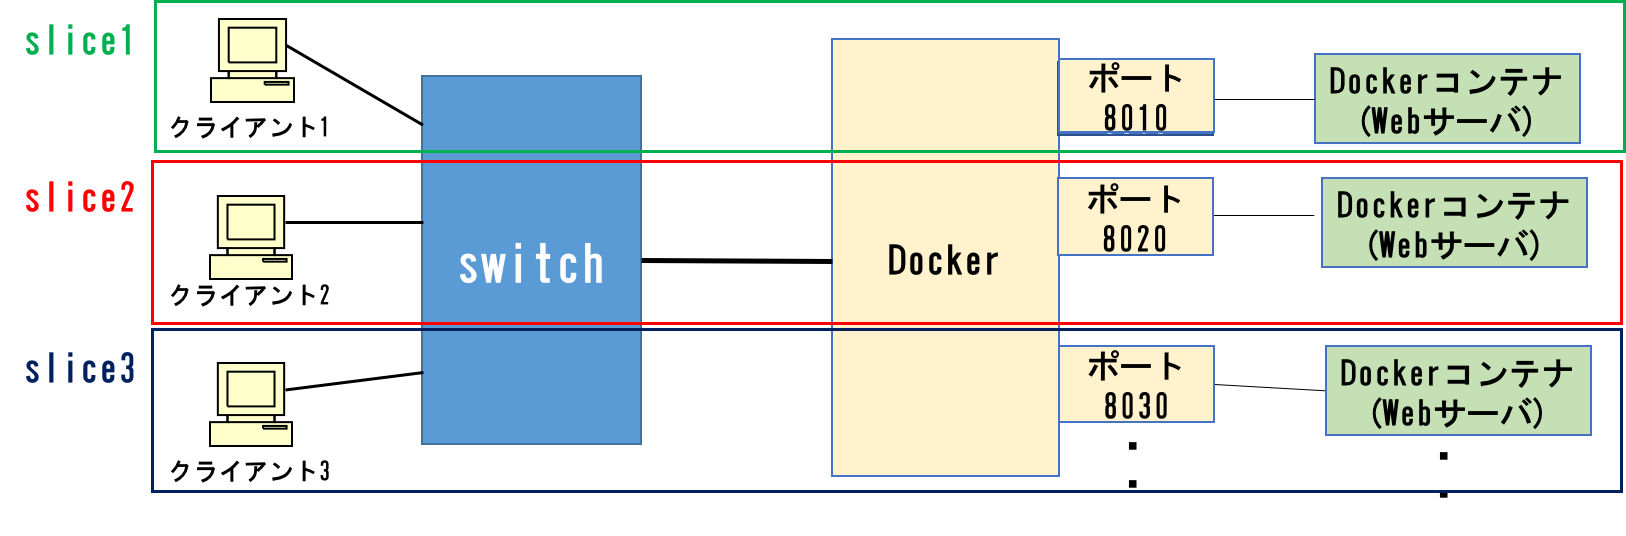 slice1
クライアント1
ポート
8010
Dockerコンテナ
(Webサーバ)
slice2
クライアント2
switch
Docker
ポート
8020
Dockerコンテナ
(Webサーバ)
slice3
クライアント3
ポート
8030
Dockerコンテナ
(Webサーバ)